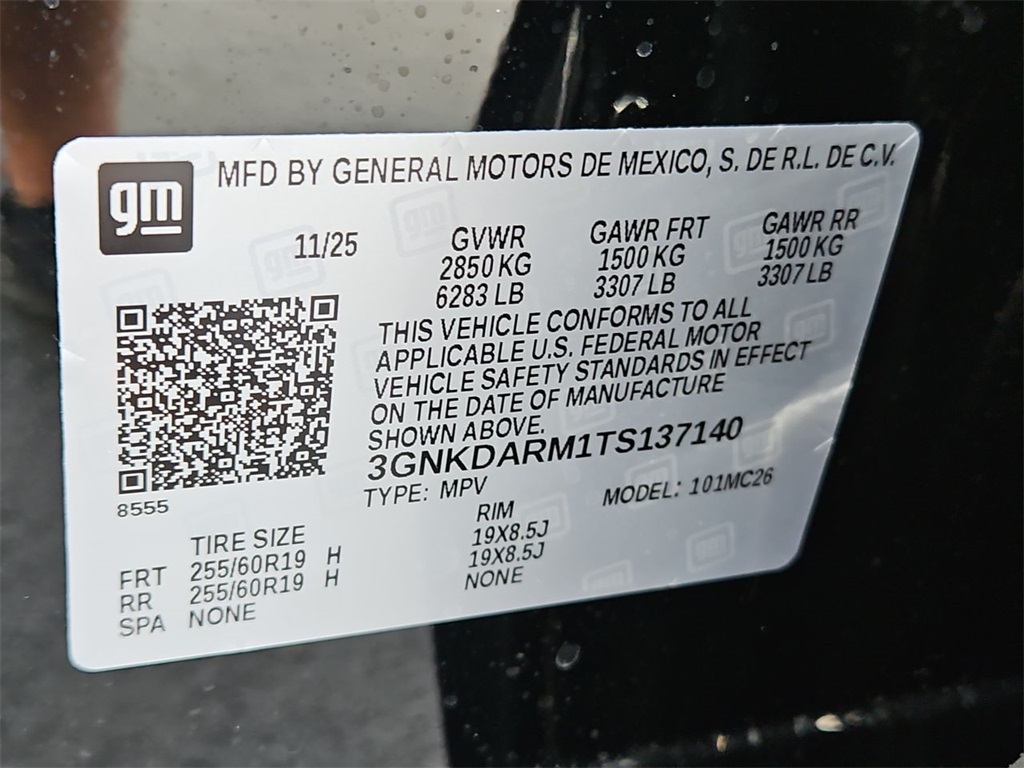 gm
MFD BY GENERAL MOTORS DE MEXICO, S. DE R.L. DE C.V.
11/25
GVWR
2850 KG
6283 LB
GAWR FRT
1500 KG
3307 LB
GAWR RR
1500 KG
3307 LB
THIS VEHICLE CONFORMS TO ALL
APPLICABLE U.S. FEDERAL MOTOR
VEHICLE SAFETY STANDARDS IN EFFECT
ON THE DATE OF MANUFACTURE
SHOWN ABOVE.
3GNKDARM1TS137140
TYPE: MPV
MODEL: 101MC26
8555
TIRE SIZE RIM
FRT 255/60R19 H 19X8.5J
RR 255/60R19 H 19X8.5J
SPA NONE NONE